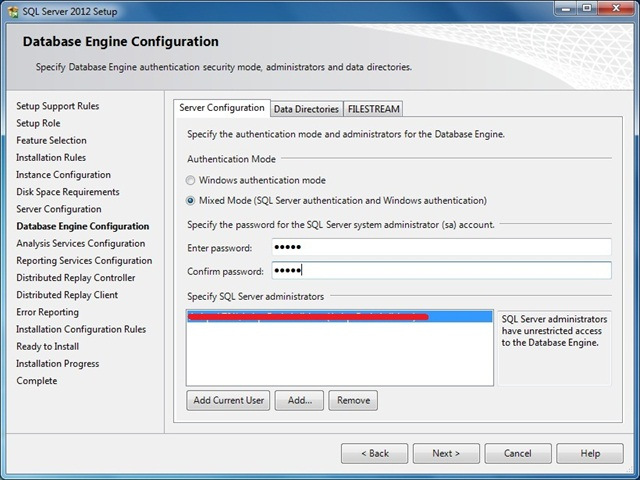 SQL Server 2012 Setup
Database Engine Configuration
Specify Database Engine authentication security mode, administrators and data directories.
Setup Support Rules
Setup Role
Feature Selection
Installation Rules
Instance Configuration
Disk Space Requirements
Server Configuration
Database Engine Configuration
Analysis Services Configuration
Reporting Services Configuration
Distributed Replay Controller
Distributed Replay Client
Error Reporting
Installation Configuration Rules
Ready to Install
Installation Progress
Complete
Server Configuration Data Directories FILESTREAM
Specify the authentication mode and administrators for the Database Engine.
Authentication Mode
Windows authentication mode
Mixed Mode (SQL Server authentication and Windows authentication)
Specify the password for the SQL Server system administrator (sa) account.
Enter password: ●●●●●
Confirm password: ●●●●●
Specify SQL Server administrators
SQL Server administrators
have unrestricted access
to the Database Engine.
Add Current User Add... Remove
< Back Next > Cancel Help